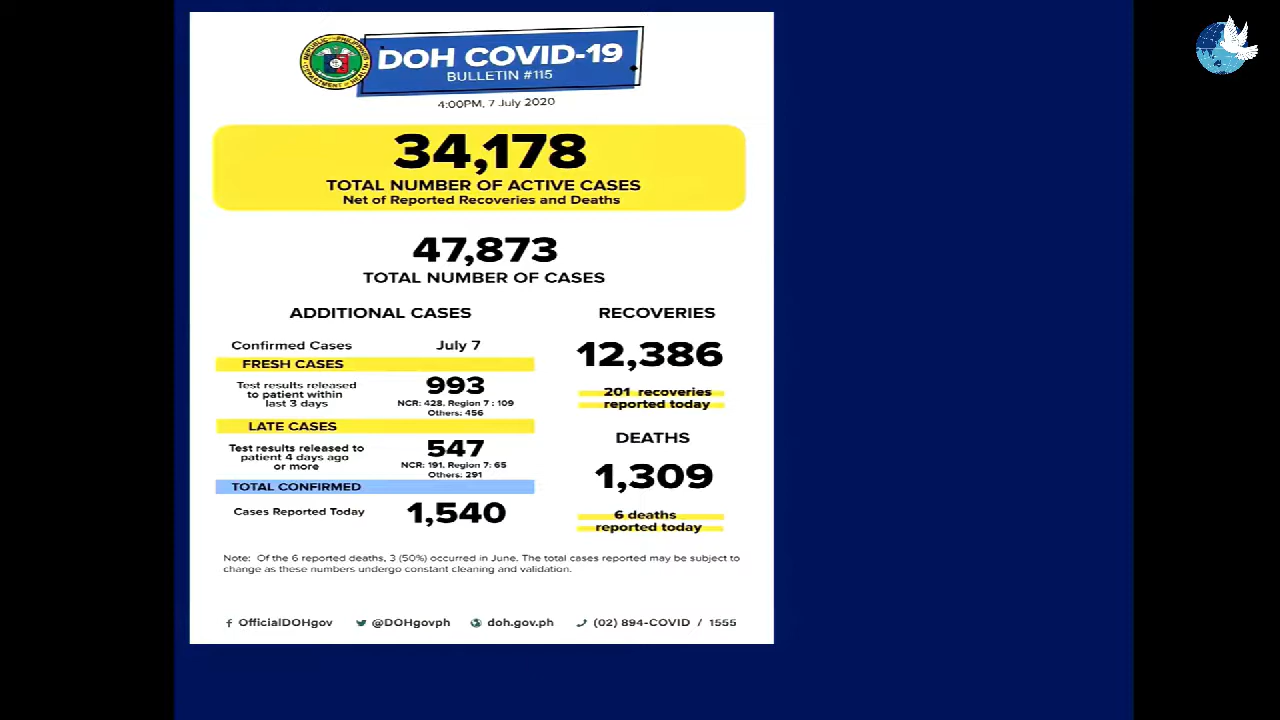 DOH COVID-19
BULLETIN #115
4:00PM, 7 July 2020
34,178
TOTAL NUMBER OF ACTIVE CASES
Net of Reported Recoveries and Deaths
47,873
TOTAL NUMBER OF CASES
ADDITIONAL CASES
Confirmed Cases July 7
FRESH CASES
Test results released
to patient within
last 3 days
993
NCR: 428, Region 7 : 109
Others: 456
LATE CASES
Test results released to
patient 4 days ago
or more
547
NCR: 191, Region 7: 65
Others: 291
TOTAL CONFIRMED
Cases Reported Today 1,540
RECOVERIES
12,386
201 recoveries
reported today
DEATHS
1,309
6 deaths
reported today
Note: Of the 6 reported deaths, 3 (50%) occurred in June. The total cases reported may be subject to
change as these numbers undergo constant cleaning and validation.
OfficialDOHgov @DOHgovph doh.gov.ph (02) 894-COVID / 1555